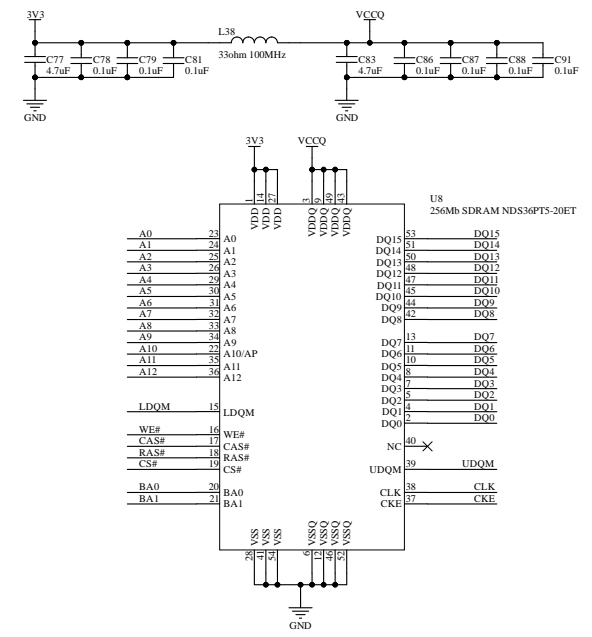 3V3
L38
VCCQ
C77 C78 C79 C81
4.7uF 0.1uF 0.1uF 0.1uF
33ohm 100MHz
C83 C86 C87 C88 C91
4.7uF 0.1uF 0.1uF 0.1uF 0.1uF
GND
GND
3V3
VCCQ
U8
256Mb SDRAM NDS36PT5-20ET
1 14 27 3 9 49 43
VDD VDD VDD VDDQ VDDQ VDDQ VDDQ
A0 23 A0
A1 24 A1
A2 25 A2
A3 26 A3
A4 29 A4
A5 30 A5
A6 31 A6
A7 32 A7
A8 33 A8
A9 34 A9
A10 22 A10/AP
A11 35 A11
A12 36 A12
LDQM 15 LDQM
WE# 16 WE#
CAS# 17 CAS#
RAS# 18 RAS#
CS# 19 CS#
BA0 20 BA0
BA1 21 BA1
DQ15 53 DQ15
DQ14 51 DQ14
DQ13 50 DQ13
DQ12 48 DQ12
DQ11 47 DQ11
DQ10 45 DQ10
DQ9 44 DQ9
DQ8 42 DQ8
DQ7 13 DQ7
DQ6 11 DQ6
DQ5 10 DQ5
DQ4 8 DQ4
DQ3 7 DQ3
DQ2 5 DQ2
DQ1 4 DQ1
DQ0 2 DQ0
NC 40
UDQM 39 UDQM
CLK 38 CLK
CKE 37 CKE
VSS VSS VSS VSSQ VSSQ VSSQ VSSQ
28 41 54 6 12 46 52
GND